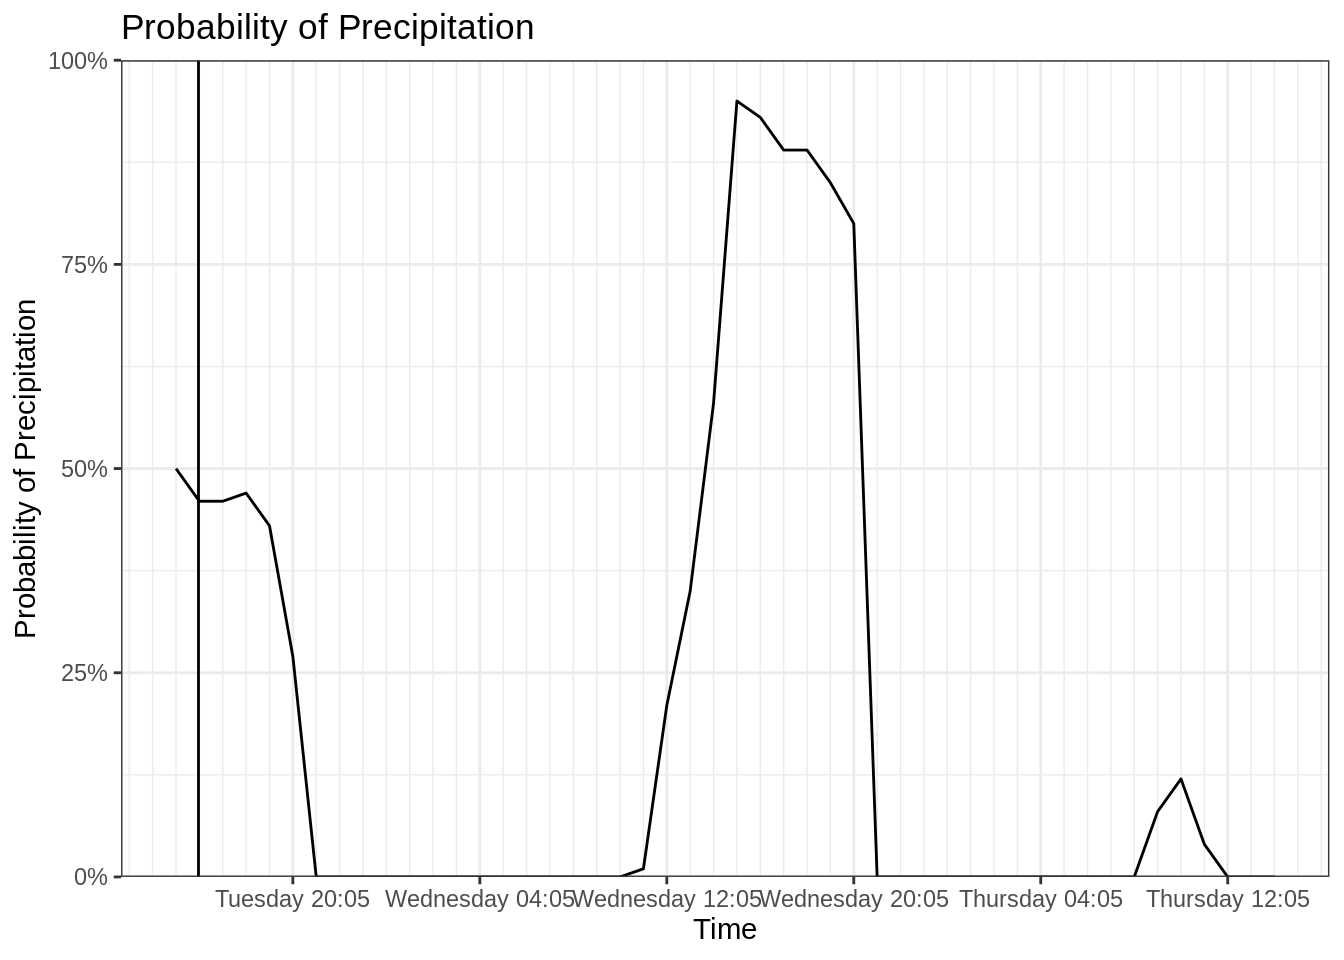 Probability of Precipitation
Probability of Precipitation
100%
75%
50%
25%
0%
Tuesday 20:05 Wednesday 04:05 Wednesday 12:05 Wednesday 20:05 Thursday 04:05 Thursday 12:05
Time